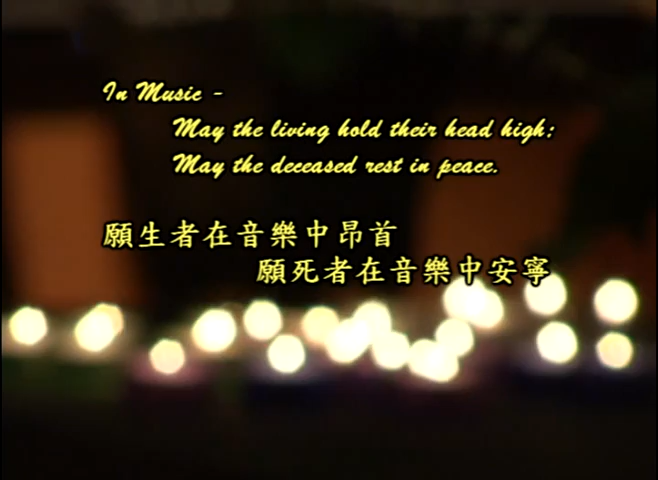 In Music -
May the living hold their head high;
May the deceased rest in peace.
願生者在音樂中昂首
願死者在音樂中安寧